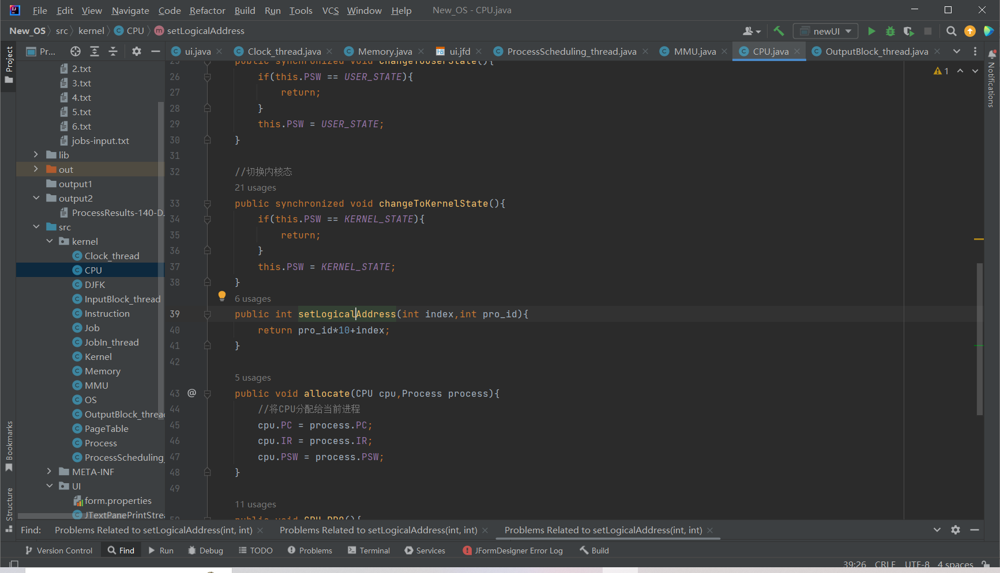 File Edit View Navigate Code Refactor Build Run Tools VCS Window Help New_OS - CPU.java
New_OS src kernel CPU setLogicalAddress newUI
Project
Pr...
ui.java Clock_thread.java Memory.java ui.jfd ProcessScheduling_thread.java MMU.java CPU.java OutputBlock_thread.java
2.txt
3.txt
4.txt
5.txt
6.txt
jobs-input.txt
lib
out
output1
output2
ProcessResults-140-DJ
src
kernel
Clock_thread
CPU
DJFK
InputBlock_thread
Instruction
Job
JobIn_thread
Kernel
Memory
MMU
OS
OutputBlock_threa
PageTable
Process
ProcessScheduling_
META-INF
UI
form.properties
JTextPanePrintStre
Bookmarks
Structure
25 public synchronized void changeToUserState(){
26 if(this.PSW == USER_STATE){
27 return;
28 }
29 this.PSW = USER_STATE;
30 }
31
32 //切换内核态
21 usages
33 public synchronized void changeToKernelState(){
34 if(this.PSW == KERNEL_STATE){
35 return;
36 }
37 this.PSW = KERNEL_STATE;
38 }
6 usages
39 public int setLogicalAddress(int index,int pro_id){
40 return pro_id*10+index;
41 }
42
5 usages
43 @ public void allocate(CPU cpu,Process process){
44 //将CPU分配给当前进程
45 cpu.PC = process.PC;
46 cpu.IR = process.IR;
47 cpu.PSW = process.PSW;
48 }
49
11 usages
50 public void CPU_PRO(){
1
Notifications
Find: Problems Related to setLogicalAddress(int, int) Problems Related to setLogicalAddress(int, int) Problems Related to setLogicalAddress(int, int)
Version Control Find Run Debug TODO Problems Terminal Services JFormDesigner Error Log Build
39:26 CRLF UTF-8 4 spaces